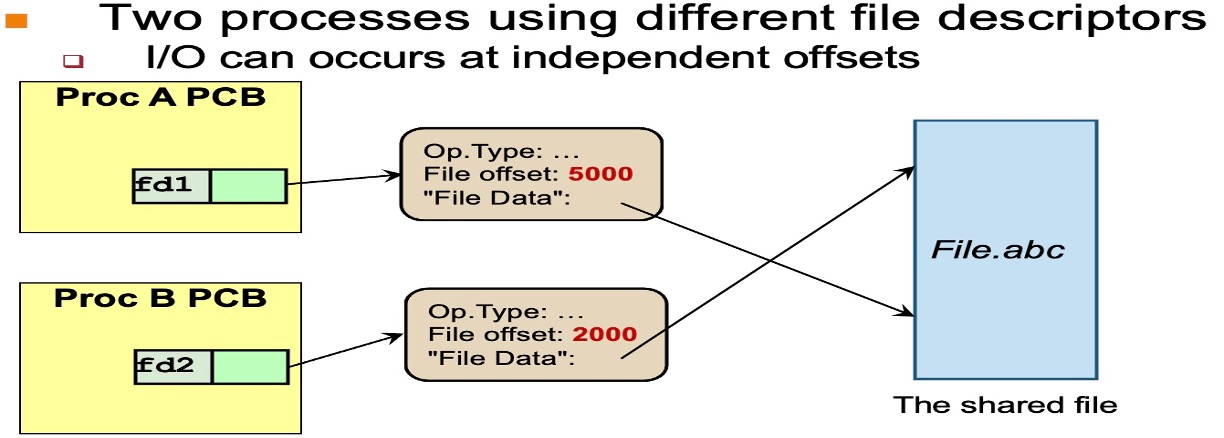 Two processes using different file descriptors
I/O can occurs at independent offsets
Proc A PCB
fd1
Op.Type: ...
File offset: 5000
"File Data":
Proc B PCB
fd2
Op.Type: ...
File offset: 2000
"File Data":
File.abc
The shared file